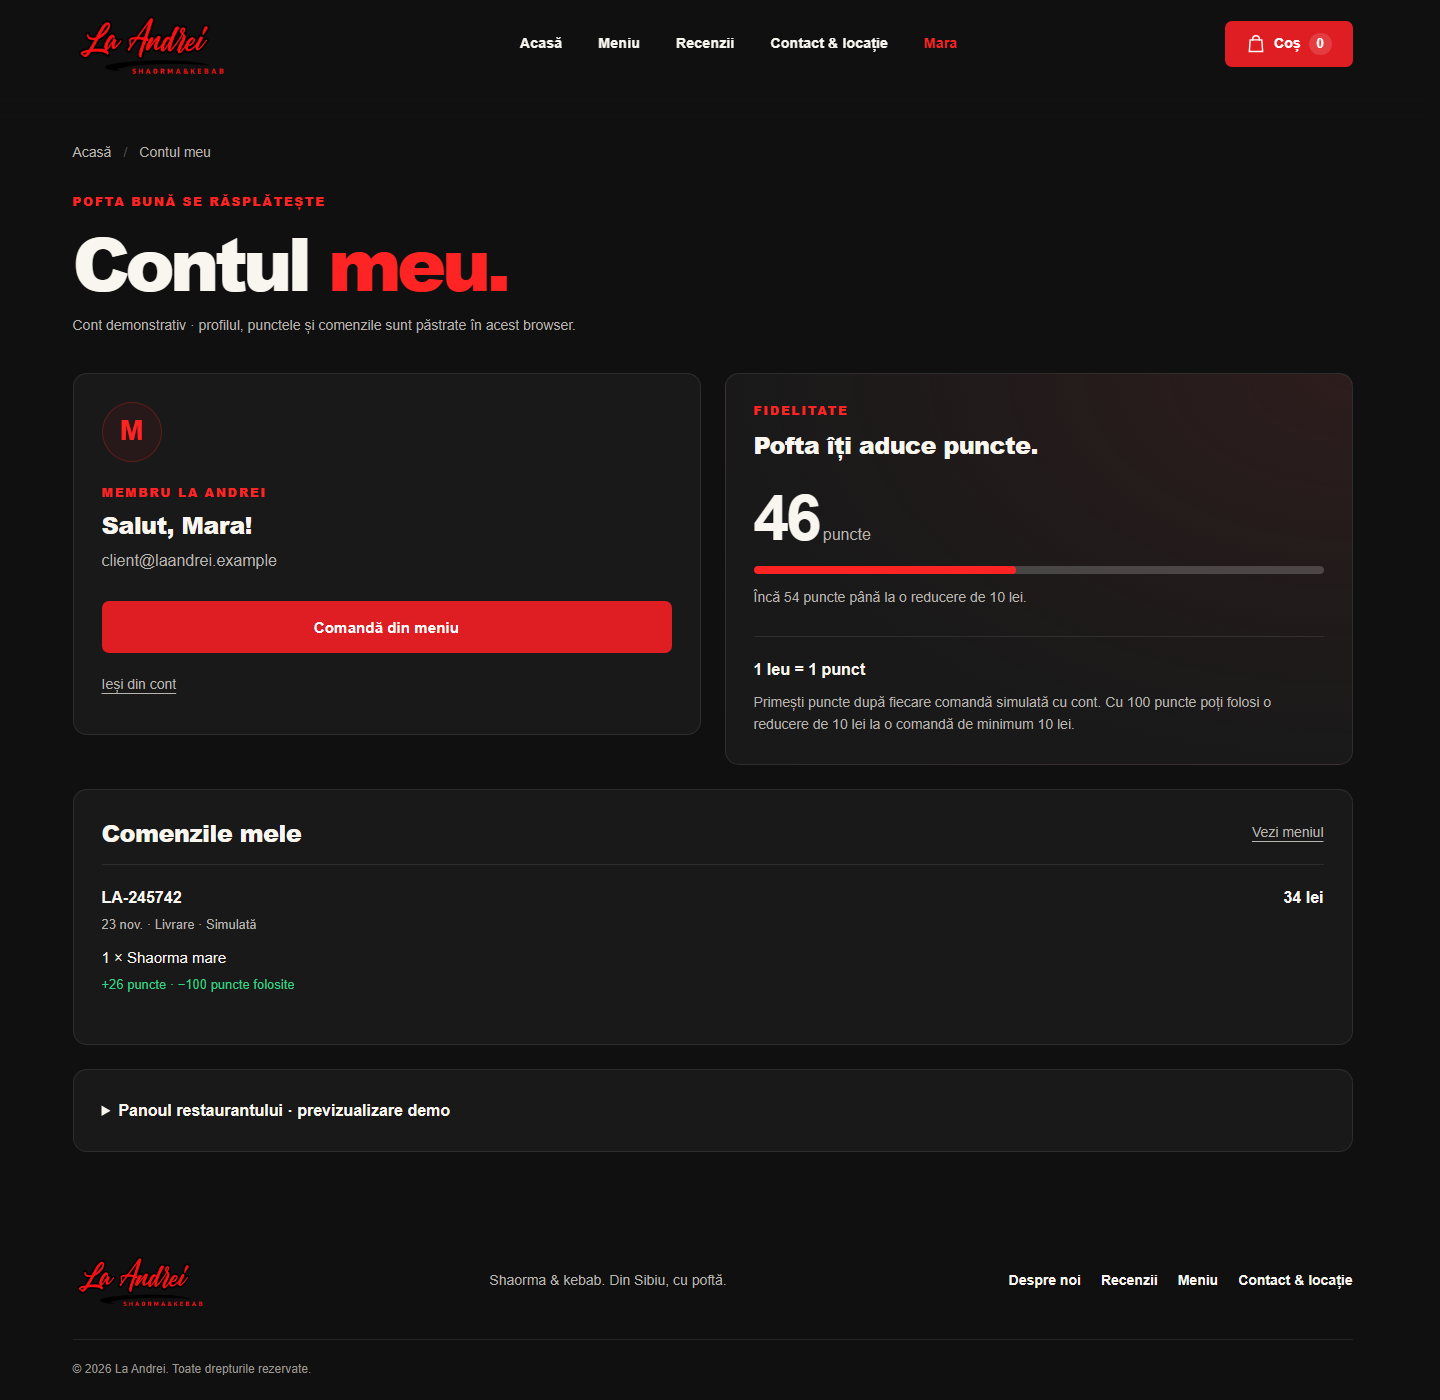 La Andrei
SHAORMA&KEBAB
Acasă
Meniu
Recenzii
Contact & locație
Mara
Coș 0
Acasă / Contul meu
POFTA BUNĂ SE RĂSPLĂTEȘTE
Contul meu.
Cont demonstrativ · profilul, punctele și comenzile sunt păstrate în acest browser.
M
MEMBRU LA ANDREI
Salut, Mara!
client@laandrei.example
Comandă din meniu
Ieși din cont
FIDELITATE
Pofta îți aduce puncte.
46 puncte
Încă 54 puncte până la o reducere de 10 lei.
1 leu = 1 punct
Primești puncte după fiecare comandă simulată cu cont. Cu 100 puncte poți folosi o
reducere de 10 lei la o comandă de minimum 10 lei.
Comenzile mele
Vezi meniul
LA-245742
34 lei
23 nov. · Livrare · Simulată
1 × Shaorma mare
+26 puncte · −100 puncte folosite
Panoul restaurantului · previzualizare demo
La Andrei
SHAORMA&KEBAB
Shaorma & kebab. Din Sibiu, cu poftă.
Despre noi
Recenzii
Meniu
Contact & locație
© 2026 La Andrei. Toate drepturile rezervate.